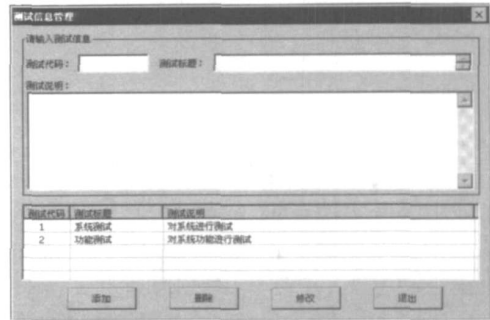 测试信息管理
请输入测试信息
测试代码： 测试标题：
测试说明：
测试代码 测试标题 测试说明
1 系统测试 对系统进行测试
2 功能测试 对系统功能进行测试
添加 删除 修改 退出